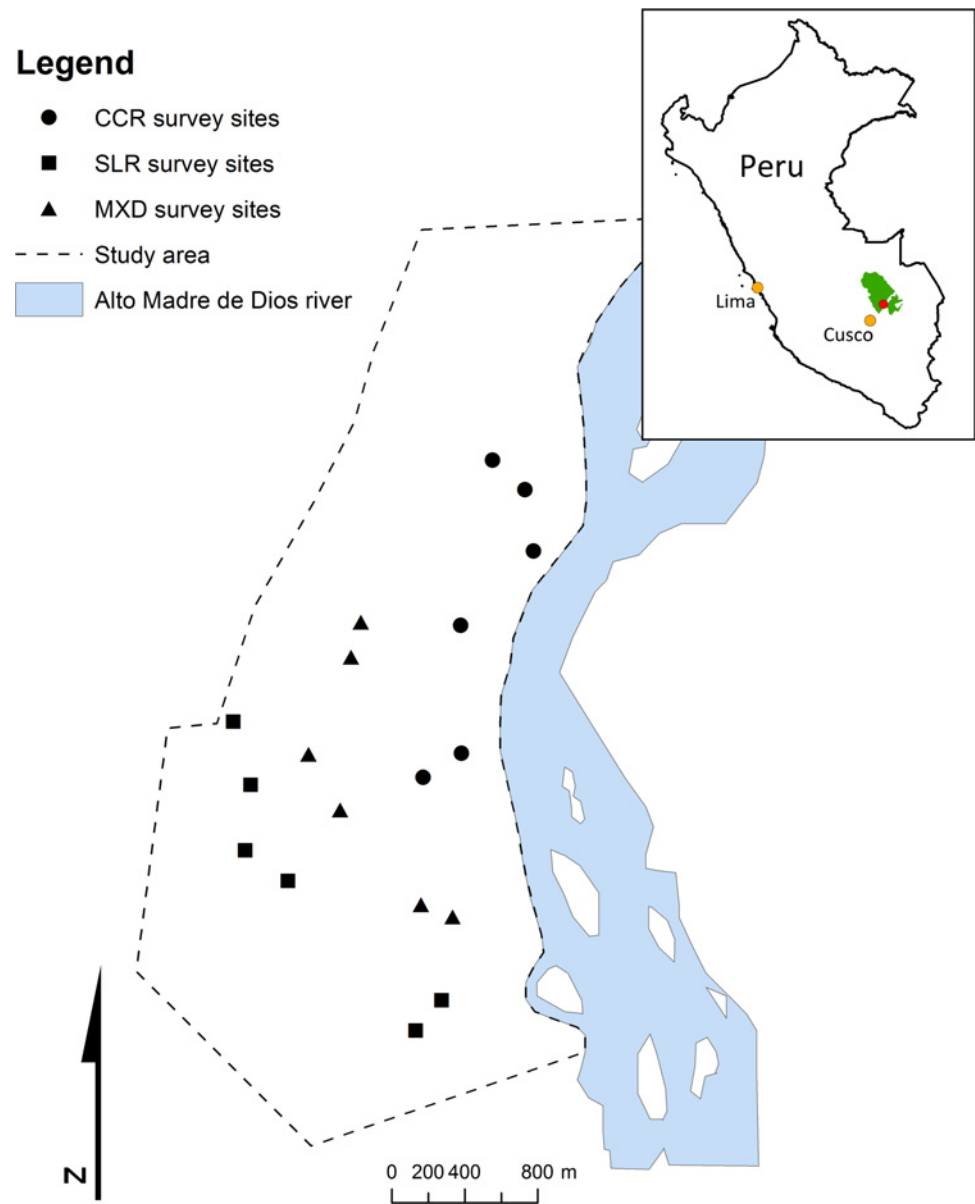 Legend
CCR survey sites
SLR survey sites
MXD survey sites
Study area
Alto Madre de Dios river
Peru
Lima
Cusco
N
0 200 400 800 m